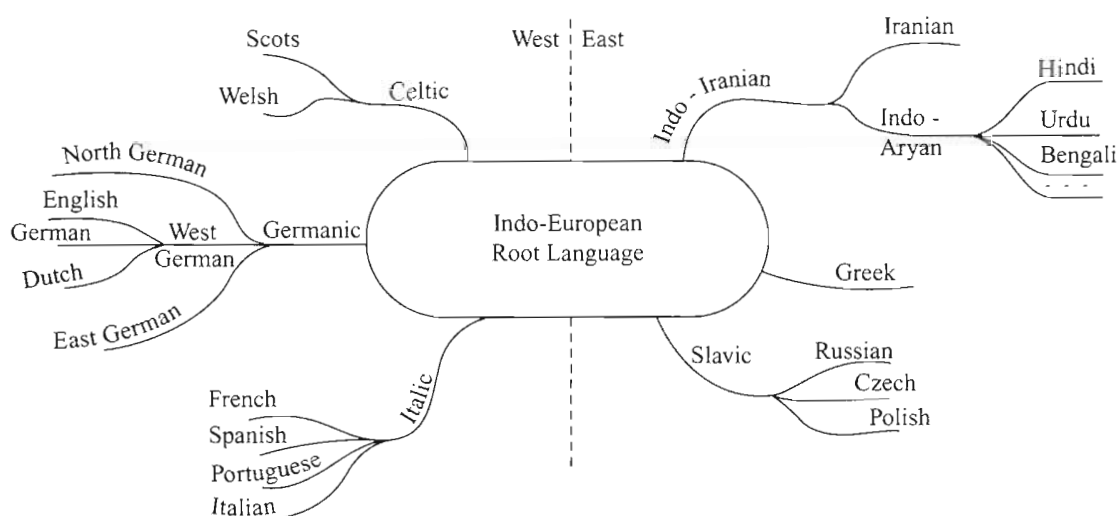 Scots
Welsh
Celtic
West
East
Indo - Iranian
Iranian
Indo -
Aryan
Hindi
Urdu
Bengali
- - -
North German
English
German
Dutch
West
German
Germanic
East German
Indo-European
Root Language
Greek
Slavic
Russian
Czech
Polish
Italic
French
Spanish
Portuguese
Italian